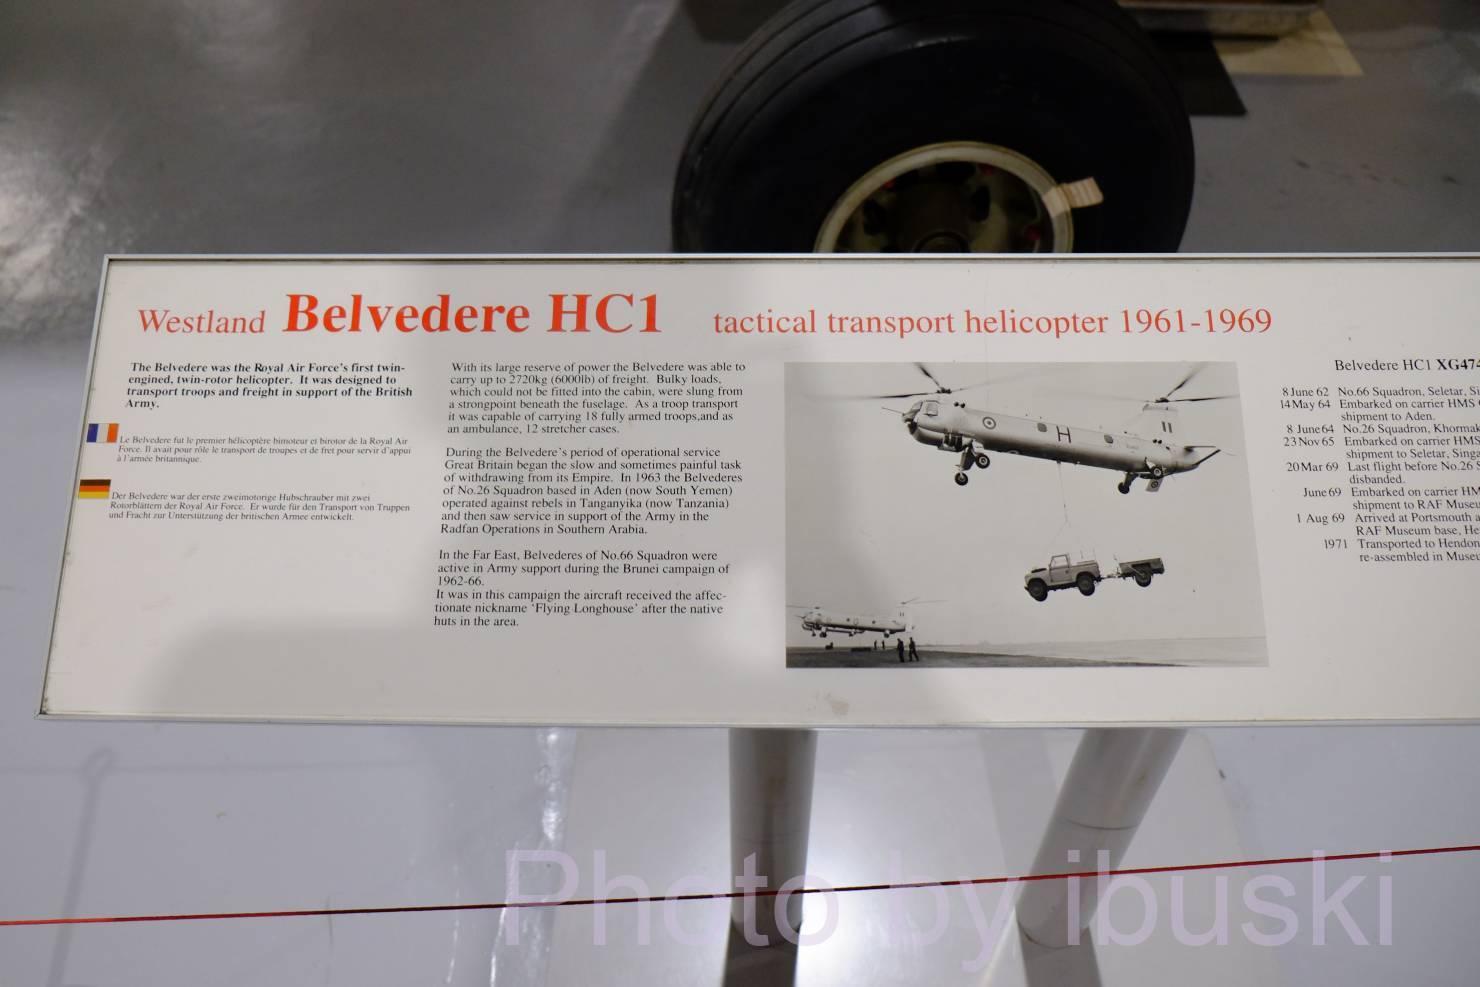 Westland Belvedere HC1 tactical transport helicopter 1961-1969
The Belvedere was the Royal Air Force's first twin-
engined, twin-rotor helicopter. It was designed to
transport troops and freight in support of the British
Army.
Le Belvedere fut le premier hélicoptère bimoteur et birotor de la Royal Air
Force. Il avait pour rôle le transport de troupes et de fret pour servir d'appui
à l'armée britannique.
Der Belvedere war der erste zweimotorige Hubschrauber mit zwei
Rotorblättern der Royal Air Force. Er wurde für den Transport von Truppen
und Fracht zur Unterstützung der britischen Armee entwickelt.
With its large reserve of power the Belvedere was able to
carry up to 2720kg (6000lb) of freight. Bulky loads,
which could not be fitted into the cabin, were slung from
a strongpoint beneath the fuselage. As a troop transport
it was capable of carrying 18 fully armed troops,and as
an ambulance, 12 stretcher cases.
During the Belvedere's period of operational service
Great Britain began the slow and sometimes painful task
of withdrawing from its Empire. In 1963 the Belvederes
of No.26 Squadron based in Aden (now South Yemen)
operated against rebels in Tanganyika (now Tanzania)
and then saw service in support of the Army in the
Radfan Operations in Southern Arabia.
In the Far East, Belvederes of No.66 Squadron were
active in Army support during the Brunei campaign of
1962-66.
It was in this campaign the aircraft received the affec-
tionate nickname 'Flying Longhouse' after the native
huts in the area.
H
Belvedere HC1 XG474
8 June 62 No.66 Squadron, Seletar,
14 May 64 Embarked on carrier HMS
shipment to Aden.
8 June 64 No.26 Squadron,
23 Nov 65 Embarked on carrier HMS
shipment to Seletar,
20 Mar 69 Last flight before No.26
disbanded.
June 69 Embarked on carrier
shipment to RAF
1 Aug 69 Arrived at Portsmouth
RAF Museum base,
1971 Transported to Hendon
re-assembled in
Photo by ibuski